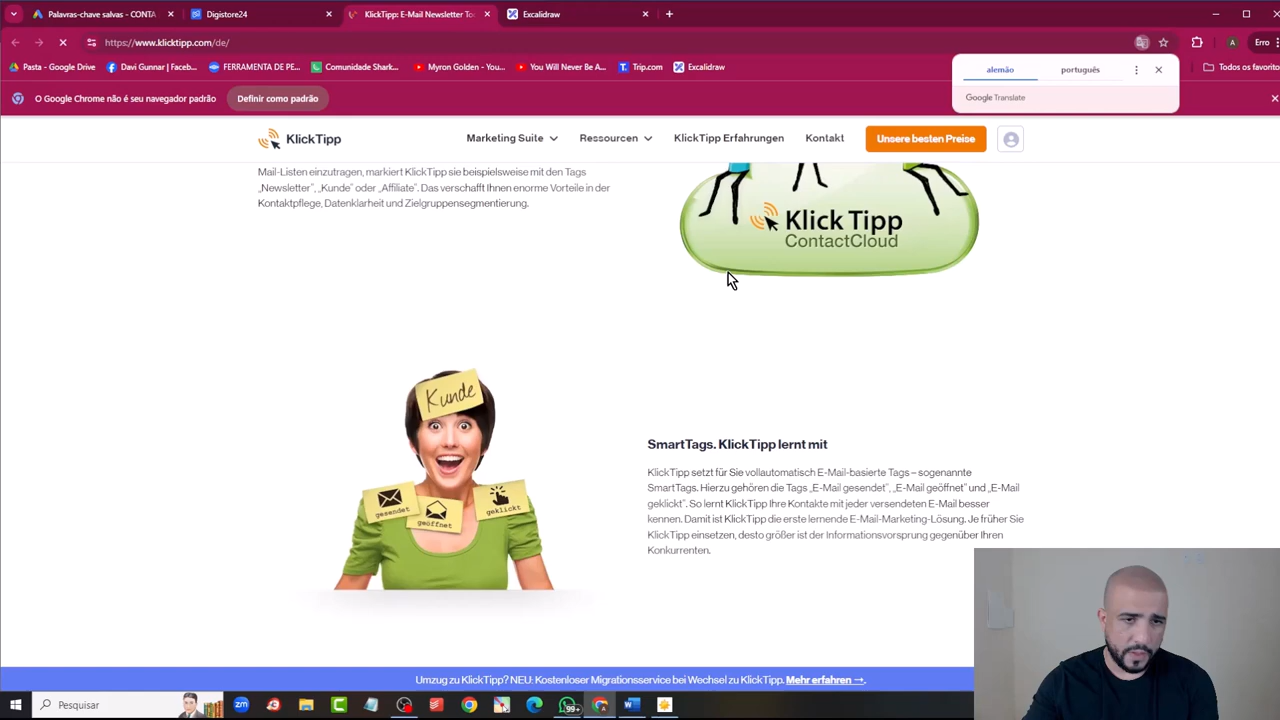 Palavras-chave salvas - CONTA
Digistore24
KlickTipp: E-Mail Newsletter To
Excalidraw
https://www.klicktipp.com/de/
A
Erro
Pasta - Google Drive
Davi Gunnar | Faceb...
FERRAMENTA DE PE...
Comunidade Shark...
Myron Golden - You...
You Will Never Be A...
Trip.com
Excalidraw
Todos os favorito
alemão
português
Google Translate
O Google Chrome não é seu navegador padrão
Definir como padrão
KlickTipp
Marketing Suite
Ressourcen
KlickTipp Erfahrungen
Kontakt
Unsere besten Preise
Mail-Listen einzutragen, markiert KlickTipp sie beispielsweise mit den Tags
„Newsletter", „Kunde" oder „Affiliate". Das verschafft Ihnen enorme Vorteile in der
Kontaktpflege, Datenklarheit und Zielgruppensegmentierung.
Klick Tipp
ContactCloud
Kunde
gesendet
geöffnet
geklickt
SmartTags. KlickTipp lernt mit
KlickTipp setzt für Sie vollautomatisch E-Mail-basierte Tags – sogenannte
SmartTags. Hierzu gehören die Tags „E-Mail gesendet", „E-Mail geöffnet" und „E-Mail
geklickt". So lernt KlickTipp Ihre Kontakte mit jeder versendeten E-Mail besser
kennen. Damit ist KlickTipp die erste lernende E-Mail-Marketing-Lösung. Je früher Sie
KlickTipp einsetzen, desto größer ist der Informationsvorsprung gegenüber Ihren
Konkurrenten.
Umzug zu KlickTipp? NEU: Kostenloser Migrationsservice bei Wechsel zu KlickTipp. Mehr erfahren →.
Pesquisar
zm
99+